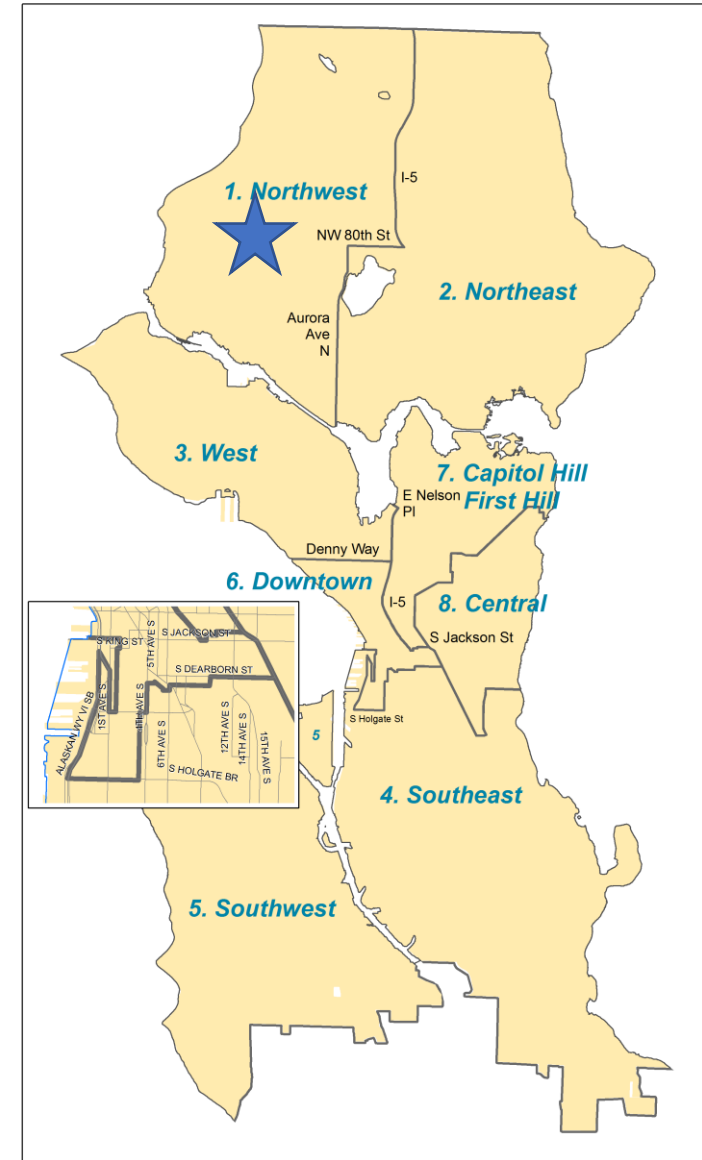 1. Northwest
I-5
NW 80th St
2. Northeast
Aurora
Ave
N
3. West
7. Capitol Hill
First Hill
E Nelson
Pl
Denny Way
6. Downtown
I-5
8. Central
S Jackson St
S KING ST
S JACKSON ST
5TH AVE S
S DEARBORN ST
ALASKAN WY VI SB
1ST AVE S
6TH AVE S
12TH AVE S
14TH AVE S
15TH AVE S
S HOLGATE BR
S Holgate St
5
4. Southeast
5. Southwest